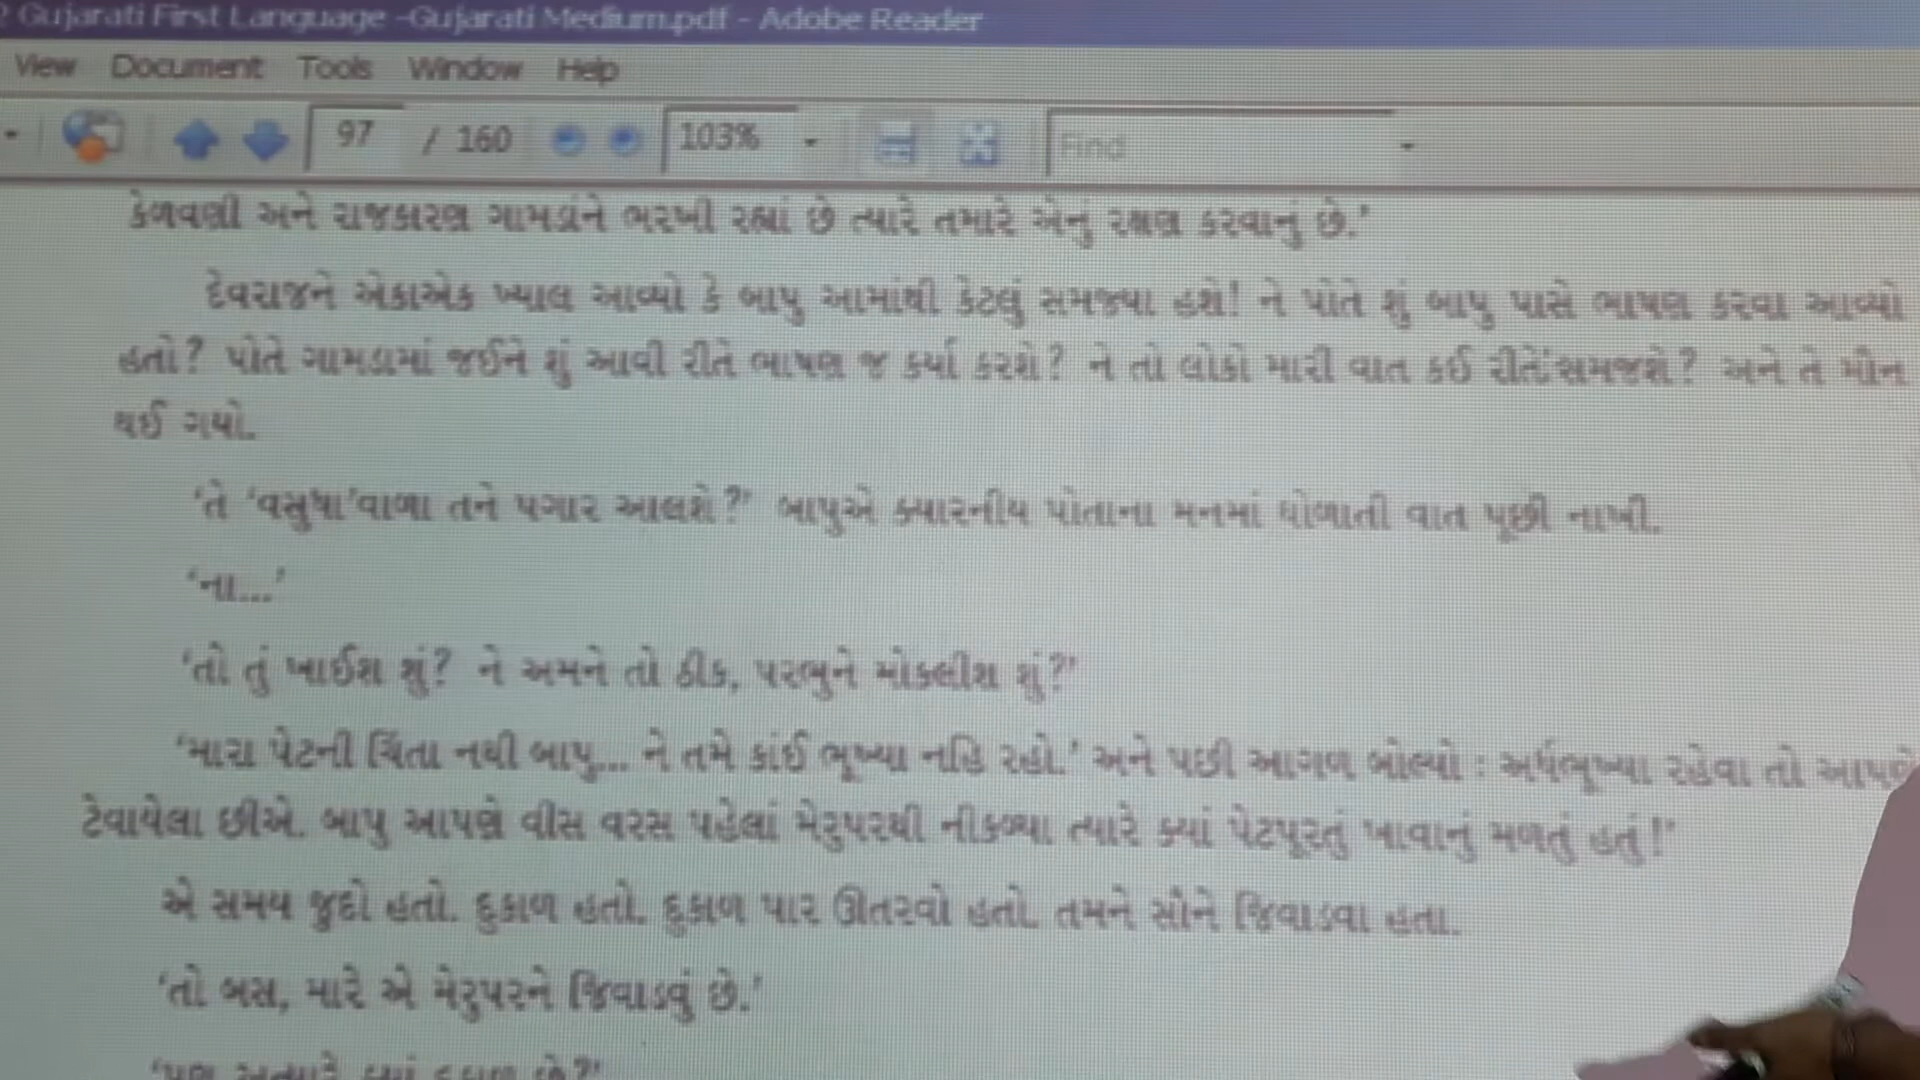 Gujarati First Language -Gujarati Medium.pdf - Adobe Reader
View Document Tools Window Help
97 / 160 103% Find
કેળવણી અને રાજકારણ ગામડાંને ભરખી રહ્યાં છે ત્યારે તમારે એનું રક્ષણ કરવાનું છે.’
દેવરાજને એકાએક ખ્યાલ આવ્યો કે બાપુ આમાંથી કેટલું સમજ્યા હશે! ને પોતે શું બાપુ પાસે ભાષણ કરવા આવ્યો
હતો? પોતે ગામડામાં જઈને શું આવી રીતે ભાષણ જ કર્યા કરશે? ને તો લોકો મારી વાત કઈ રીતે સમજશે? અને તે મૌન
થઈ ગયો.
‘તે ‘વસુધા’વાળા તને પગાર આલશે?’ બાપુએ ક્યારનીય પોતાના મનમાં ઘોળાતી વાત પૂછી નાખી.
‘ના...’
‘તો તું ખાઈશ શું? ને અમને તો ઠીક, પરભુને મોકલીશ શું?’
‘મારા પેટની ચિંતા નથી બાપુ... ને તમે કાંઈ ભૂખ્યા નહિ રહો.’ અને પછી આગળ બોલ્યો : અર્ધભૂખ્યા રહેવા તો આપણે
ટેવાયેલા છીએ. બાપુ આપણે વીસ વરસ પહેલાં મેરુપરથી નીકળ્યા ત્યારે ક્યાં પેટપૂરતું ખાવાનું મળતું હતું!’
એ સમય જુદો હતો. દુકાળ હતો. દુકાળ પાર ઊતરવો હતો. તમને સૌને જિવાડવા હતા.
‘તો બસ, મારે એ મેરુપરને જિવાડવું છે.’
‘પણ અત્યારે ક્યાં દુકાળ છે?’